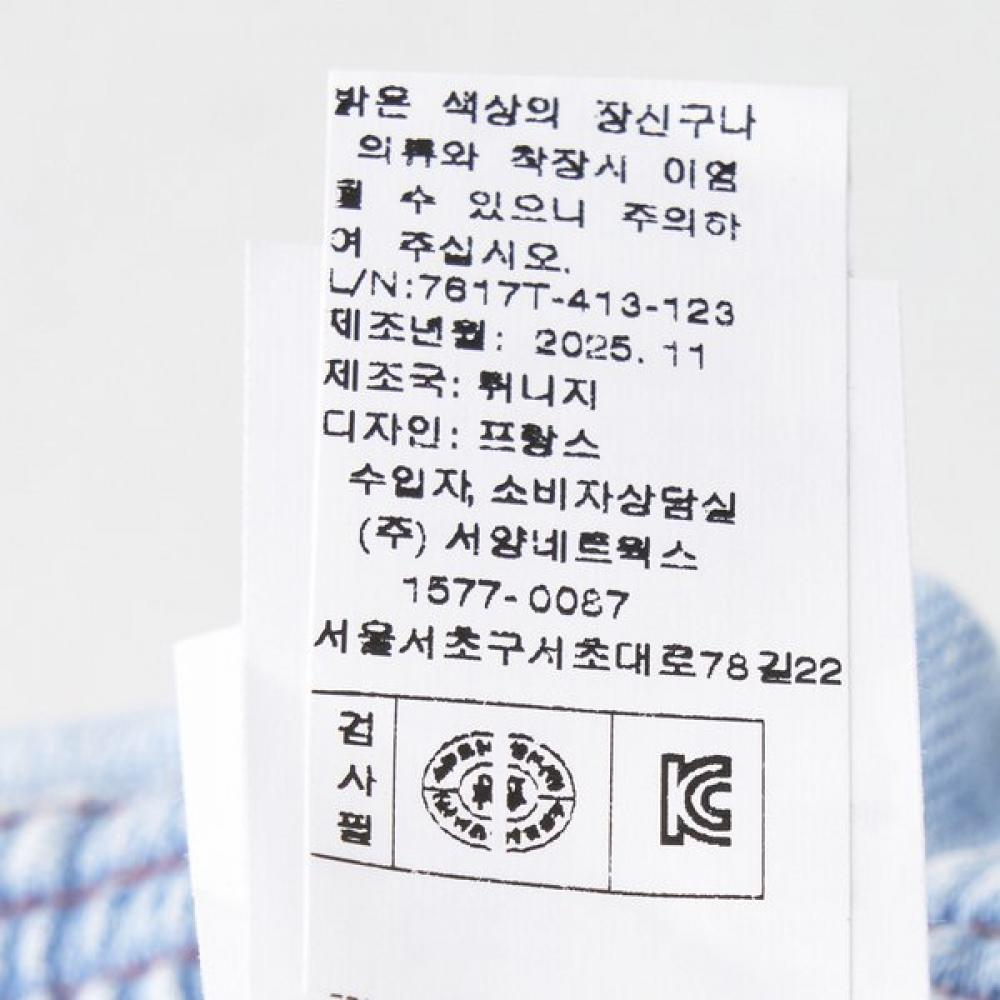 밝은 색상의 장신구나
의류와 착장시 이염
될 수 있으니 주의하
여 주십시오.
L/N:7617T-413-123
제조년월: 2025. 11
제조국: 튀니지
디자인: 프랑스
수입자, 소비자상담실
(주) 서양네트웍스
1577-0087
서울서초구서초대로78길22
검
사
필
KC